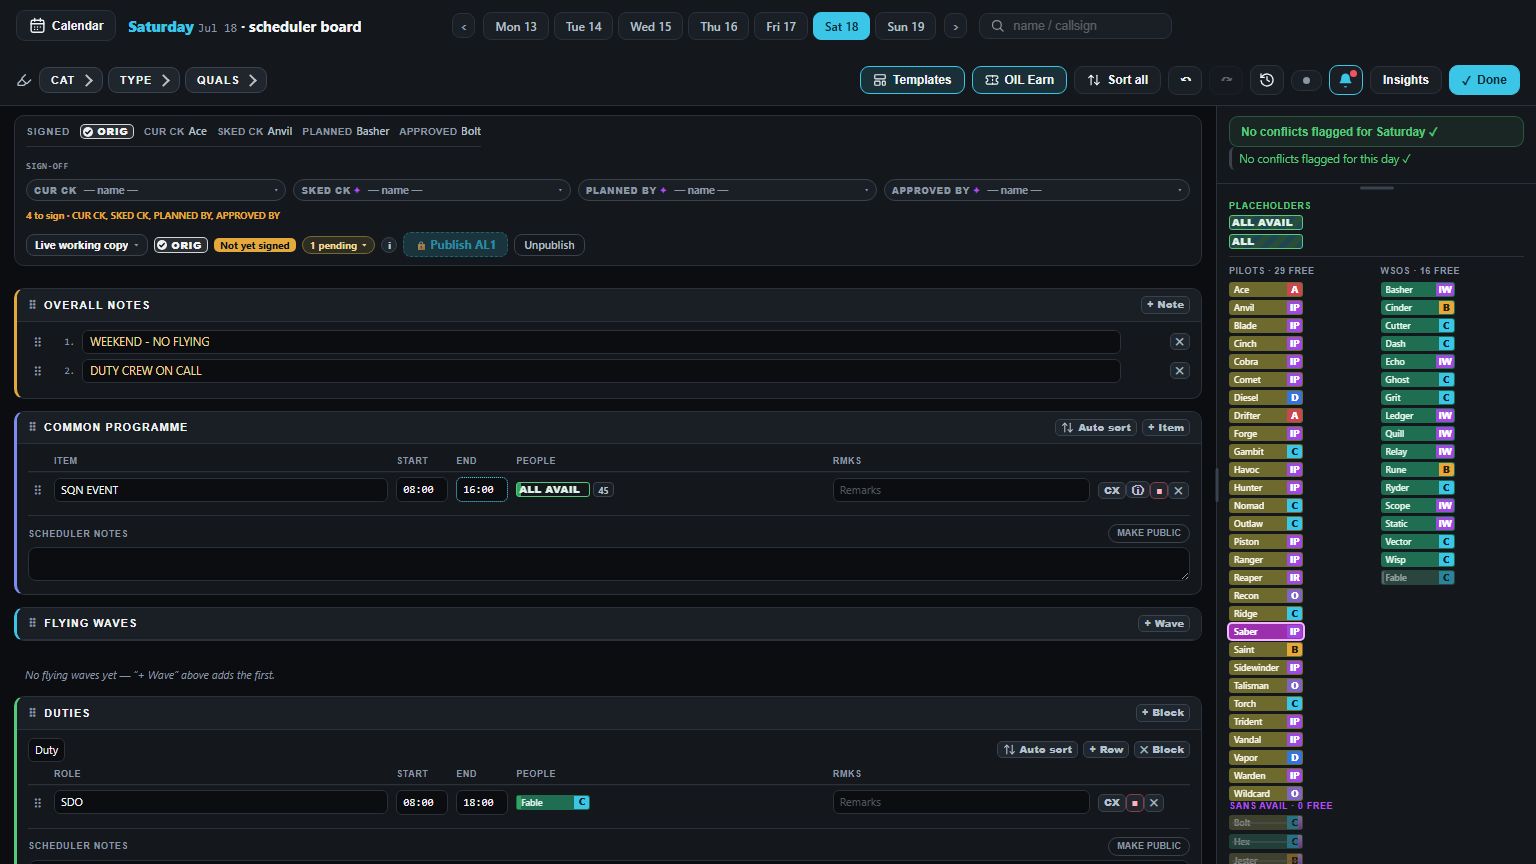 Calendar
Saturday Jul 18 · scheduler board
‹ Mon 13 Tue 14 Wed 15 Thu 16 Fri 17 Sat 18 Sun 19 ›
name / callsign
CAT TYPE QUALS
Templates OIL Earn Sort all Insights ✓ Done
SIGNED ✓ ORIG CUR CK Ace SKED CK Anvil PLANNED Basher APPROVED Bolt
SIGN-OFF
CUR CK — name — SKED CK ✦ — name — PLANNED BY ✦ — name — APPROVED BY ✦ — name —
4 to sign · CUR CK, SKED CK, PLANNED BY, APPROVED BY
Live working copy ✓ ORIG Not yet signed 1 pending i Publish AL1 Unpublish
OVERALL NOTES
+ Note
1. WEEKEND - NO FLYING ✕
2. DUTY CREW ON CALL ✕
COMMON PROGRAMME
Auto sort + Item
ITEM START END PEOPLE RMKS
SQN EVENT 08:00 16:00 ALL AVAIL 45 Remarks CX ✕
SCHEDULER NOTES
MAKE PUBLIC
FLYING WAVES
+ Wave
No flying waves yet — "+ Wave" above adds the first.
DUTIES
+ Block
Duty
Auto sort + Row ✕ Block
ROLE START END PEOPLE RMKS
SDO 08:00 18:00 Fable C Remarks CX ✕
SCHEDULER NOTES
MAKE PUBLIC
No conflicts flagged for Saturday ✓
No conflicts flagged for this day ✓
PLACEHOLDERS
ALL AVAIL
ALL
PILOTS · 29 FREE
Ace A
Anvil IP
Blade IP
Cinch IP
Cobra IP
Comet IP
Diesel D
Drifter A
Forge IP
Gambit C
Havoc IP
Hunter IP
Nomad C
Outlaw C
Piston IP
Ranger IP
Reaper IR
Recon O
Ridge C
Saber IP
Saint B
Sidewinder IP
Talisman O
Torch C
Trident IP
Vandal IP
Vapor D
Warden IP
Wildcard O
WSOS · 16 FREE
Basher IW
Cinder B
Cutter C
Dash C
Echo IW
Ghost C
Grit C
Ledger IW
Quill IW
Relay IW
Rune B
Ryder C
Scope IW
Static IW
Vector C
Wisp C
Fable C
SANS AVAIL · 0 FREE
Bolt C
Hex C
Jester B